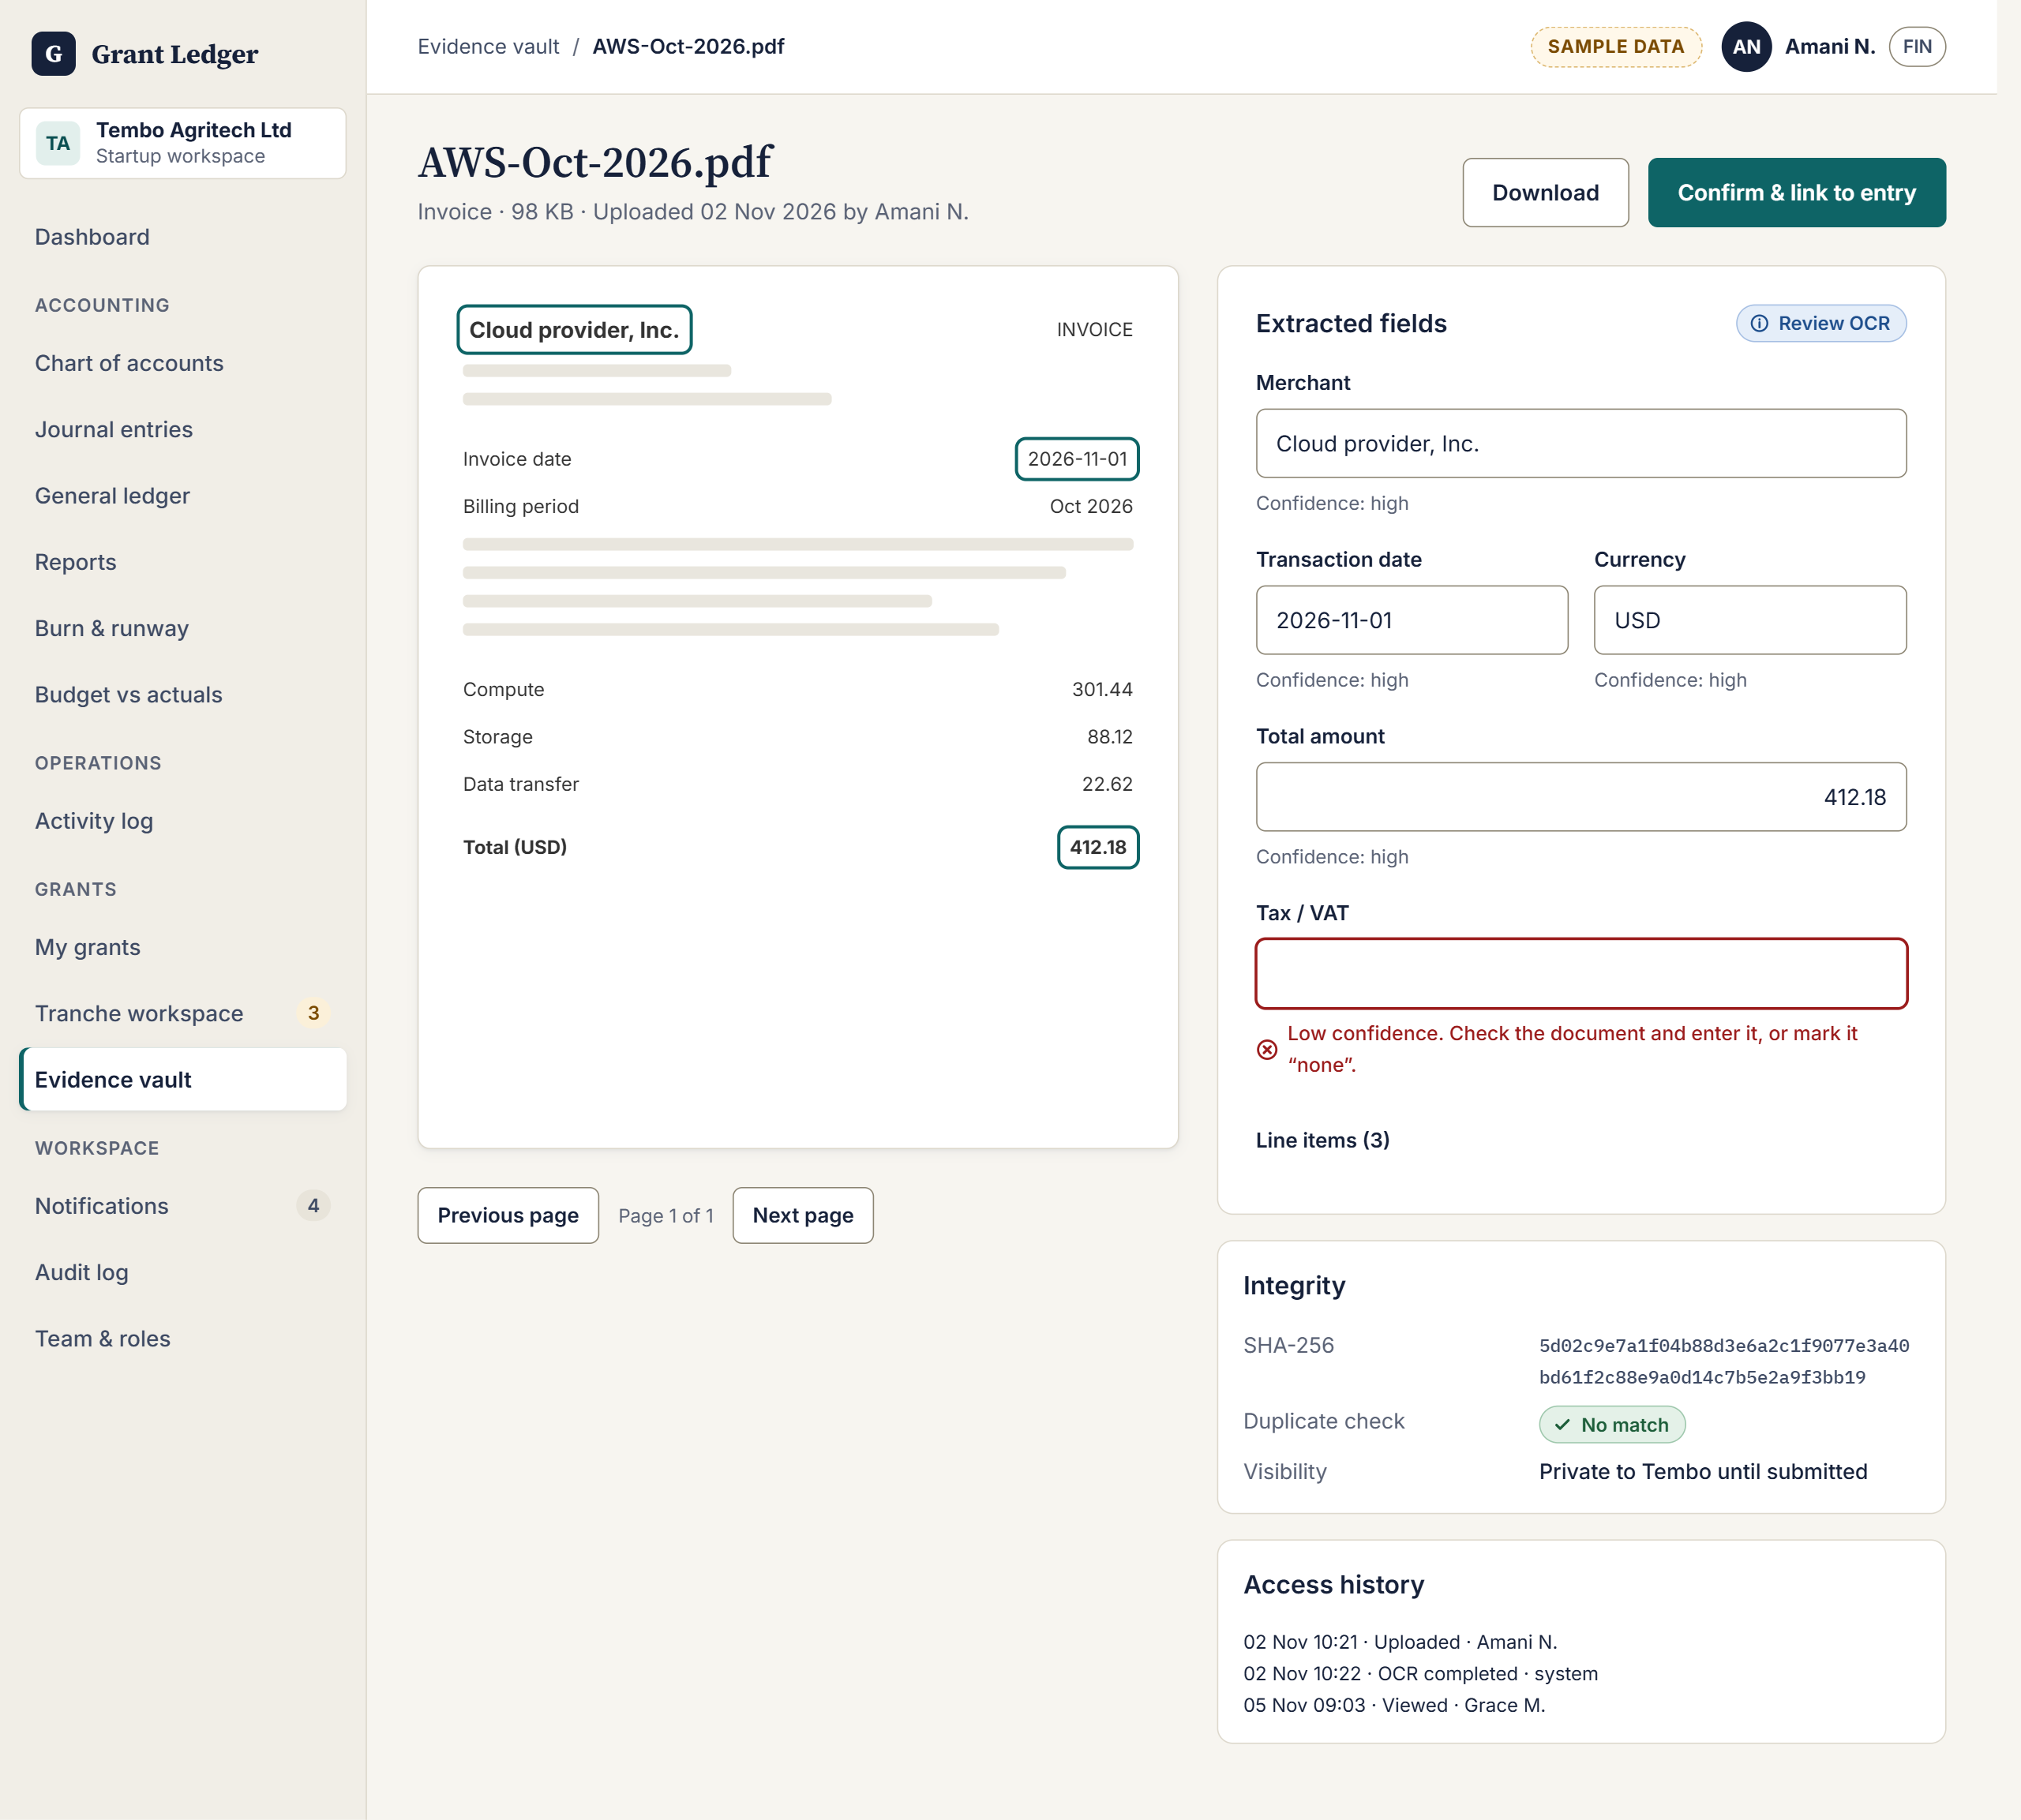 G Grant Ledger
TA Tembo Agritech Ltd
Startup workspace
Dashboard
ACCOUNTING
Chart of accounts
Journal entries
General ledger
Reports
Burn & runway
Budget vs actuals
OPERATIONS
Activity log
GRANTS
My grants
Tranche workspace 3
Evidence vault
WORKSPACE
Notifications 4
Audit log
Team & roles
Evidence vault / AWS-Oct-2026.pdf
SAMPLE DATA AN Amani N. FIN
AWS-Oct-2026.pdf
Invoice · 98 KB · Uploaded 02 Nov 2026 by Amani N.
Download Confirm & link to entry
Cloud provider, Inc. INVOICE
Invoice date 2026-11-01
Billing period Oct 2026
Compute 301.44
Storage 88.12
Data transfer 22.62
Total (USD) 412.18
Previous page Page 1 of 1 Next page
Extracted fields Review OCR
Merchant
Cloud provider, Inc.
Confidence: high
Transaction date Currency
2026-11-01 USD
Confidence: high Confidence: high
Total amount
412.18
Confidence: high
Tax / VAT
Low confidence. Check the document and enter it, or mark it
“none”.
Line items (3)
Integrity
SHA-256 5d02c9e7a1f04b88d3e6a2c1f9077e3a40
bd61f2c88e9a0d14c7b5e2a9f3bb19
Duplicate check No match
Visibility Private to Tembo until submitted
Access history
02 Nov 10:21 · Uploaded · Amani N.
02 Nov 10:22 · OCR completed · system
05 Nov 09:03 · Viewed · Grace M.